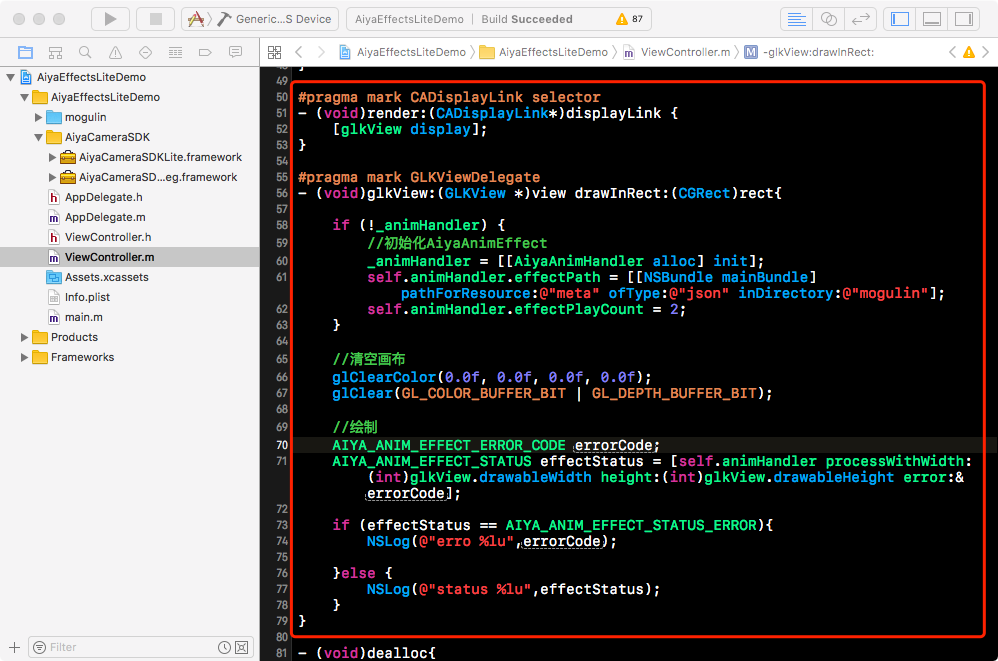 Generic...S Device
AiyaEffectsLiteDemo | Build Succeeded
87
AiyaEffectsLiteDemo
AiyaEffectsLiteDemo
ViewController.m
M
-glkView:drawInRect:
AiyaEffectsLiteDemo
AiyaEffectsLiteDemo
mogulin
AiyaCameraSDK
AiyaCameraSDKLite.framework
AiyaCameraSD...eg.framework
h AppDelegate.h
m AppDelegate.m
h ViewController.h
m ViewController.m
Assets.xcassets
Info.plist
m main.m
Products
Frameworks
Filter
49
50 #pragma mark CADisplayLink selector
51 - (void)render:(CADisplayLink*)displayLink {
52 [glkView display];
53 }
54
55 #pragma mark GLKViewDelegate
56 - (void)glkView:(GLKView *)view drawInRect:(CGRect)rect{
57
58 if (!_animHandler) {
59 //初始化AiyaAnimEffect
60 _animHandler = [[AiyaAnimHandler alloc] init];
61 self.animHandler.effectPath = [[NSBundle mainBundle]
pathForResource:@"meta" ofType:@"json" inDirectory:@"mogulin"];
62 self.animHandler.effectPlayCount = 2;
63 }
64
65 //清空画布
66 glClearColor(0.0f, 0.0f, 0.0f, 0.0f);
67 glClear(GL_COLOR_BUFFER_BIT | GL_DEPTH_BUFFER_BIT);
68
69 //绘制
70 AIYA_ANIM_EFFECT_ERROR_CODE errorCode;
71 AIYA_ANIM_EFFECT_STATUS effectStatus = [self.animHandler processWithWidth:
(int)glkView.drawableWidth height:(int)glkView.drawableHeight error:&
errorCode];
72
73 if (effectStatus == AIYA_ANIM_EFFECT_STATUS_ERROR){
74 NSLog(@"erro %lu",errorCode);
75
76 }else {
77 NSLog(@"status %lu",effectStatus);
78 }
79 }
80
81 - (void)dealloc{